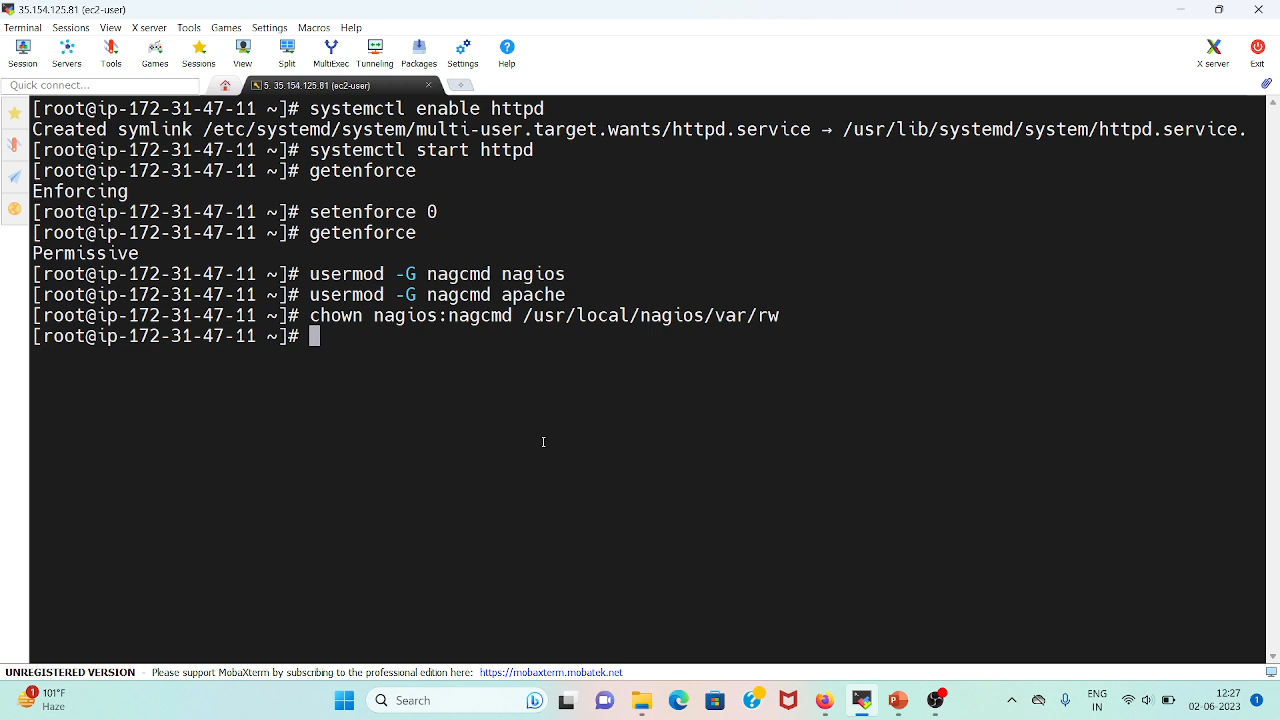 35.154.125.81 (ec2-user)
Terminal Sessions View X server Tools Games Settings Macros Help
Session Servers Tools Games Sessions View Split MultiExec Tunneling Packages Settings Help X server Exit
Quick connect...
5. 35.154.125.81 (ec2-user)
[root@ip-172-31-47-11 ~]# systemctl enable httpd
Created symlink /etc/systemd/system/multi-user.target.wants/httpd.service → /usr/lib/systemd/system/httpd.service.
[root@ip-172-31-47-11 ~]# systemctl start httpd
[root@ip-172-31-47-11 ~]# getenforce
Enforcing
[root@ip-172-31-47-11 ~]# setenforce 0
[root@ip-172-31-47-11 ~]# getenforce
Permissive
[root@ip-172-31-47-11 ~]# usermod -G nagcmd nagios
[root@ip-172-31-47-11 ~]# usermod -G nagcmd apache
[root@ip-172-31-47-11 ~]# chown nagios:nagcmd /usr/local/nagios/var/rw
[root@ip-172-31-47-11 ~]#
UNREGISTERED VERSION - Please support MobaXterm by subscribing to the professional edition here: https://mobaxterm.mobatek.net
1 101°F
Haze
Search
ENG
IN
12:27
02-06-2023
1